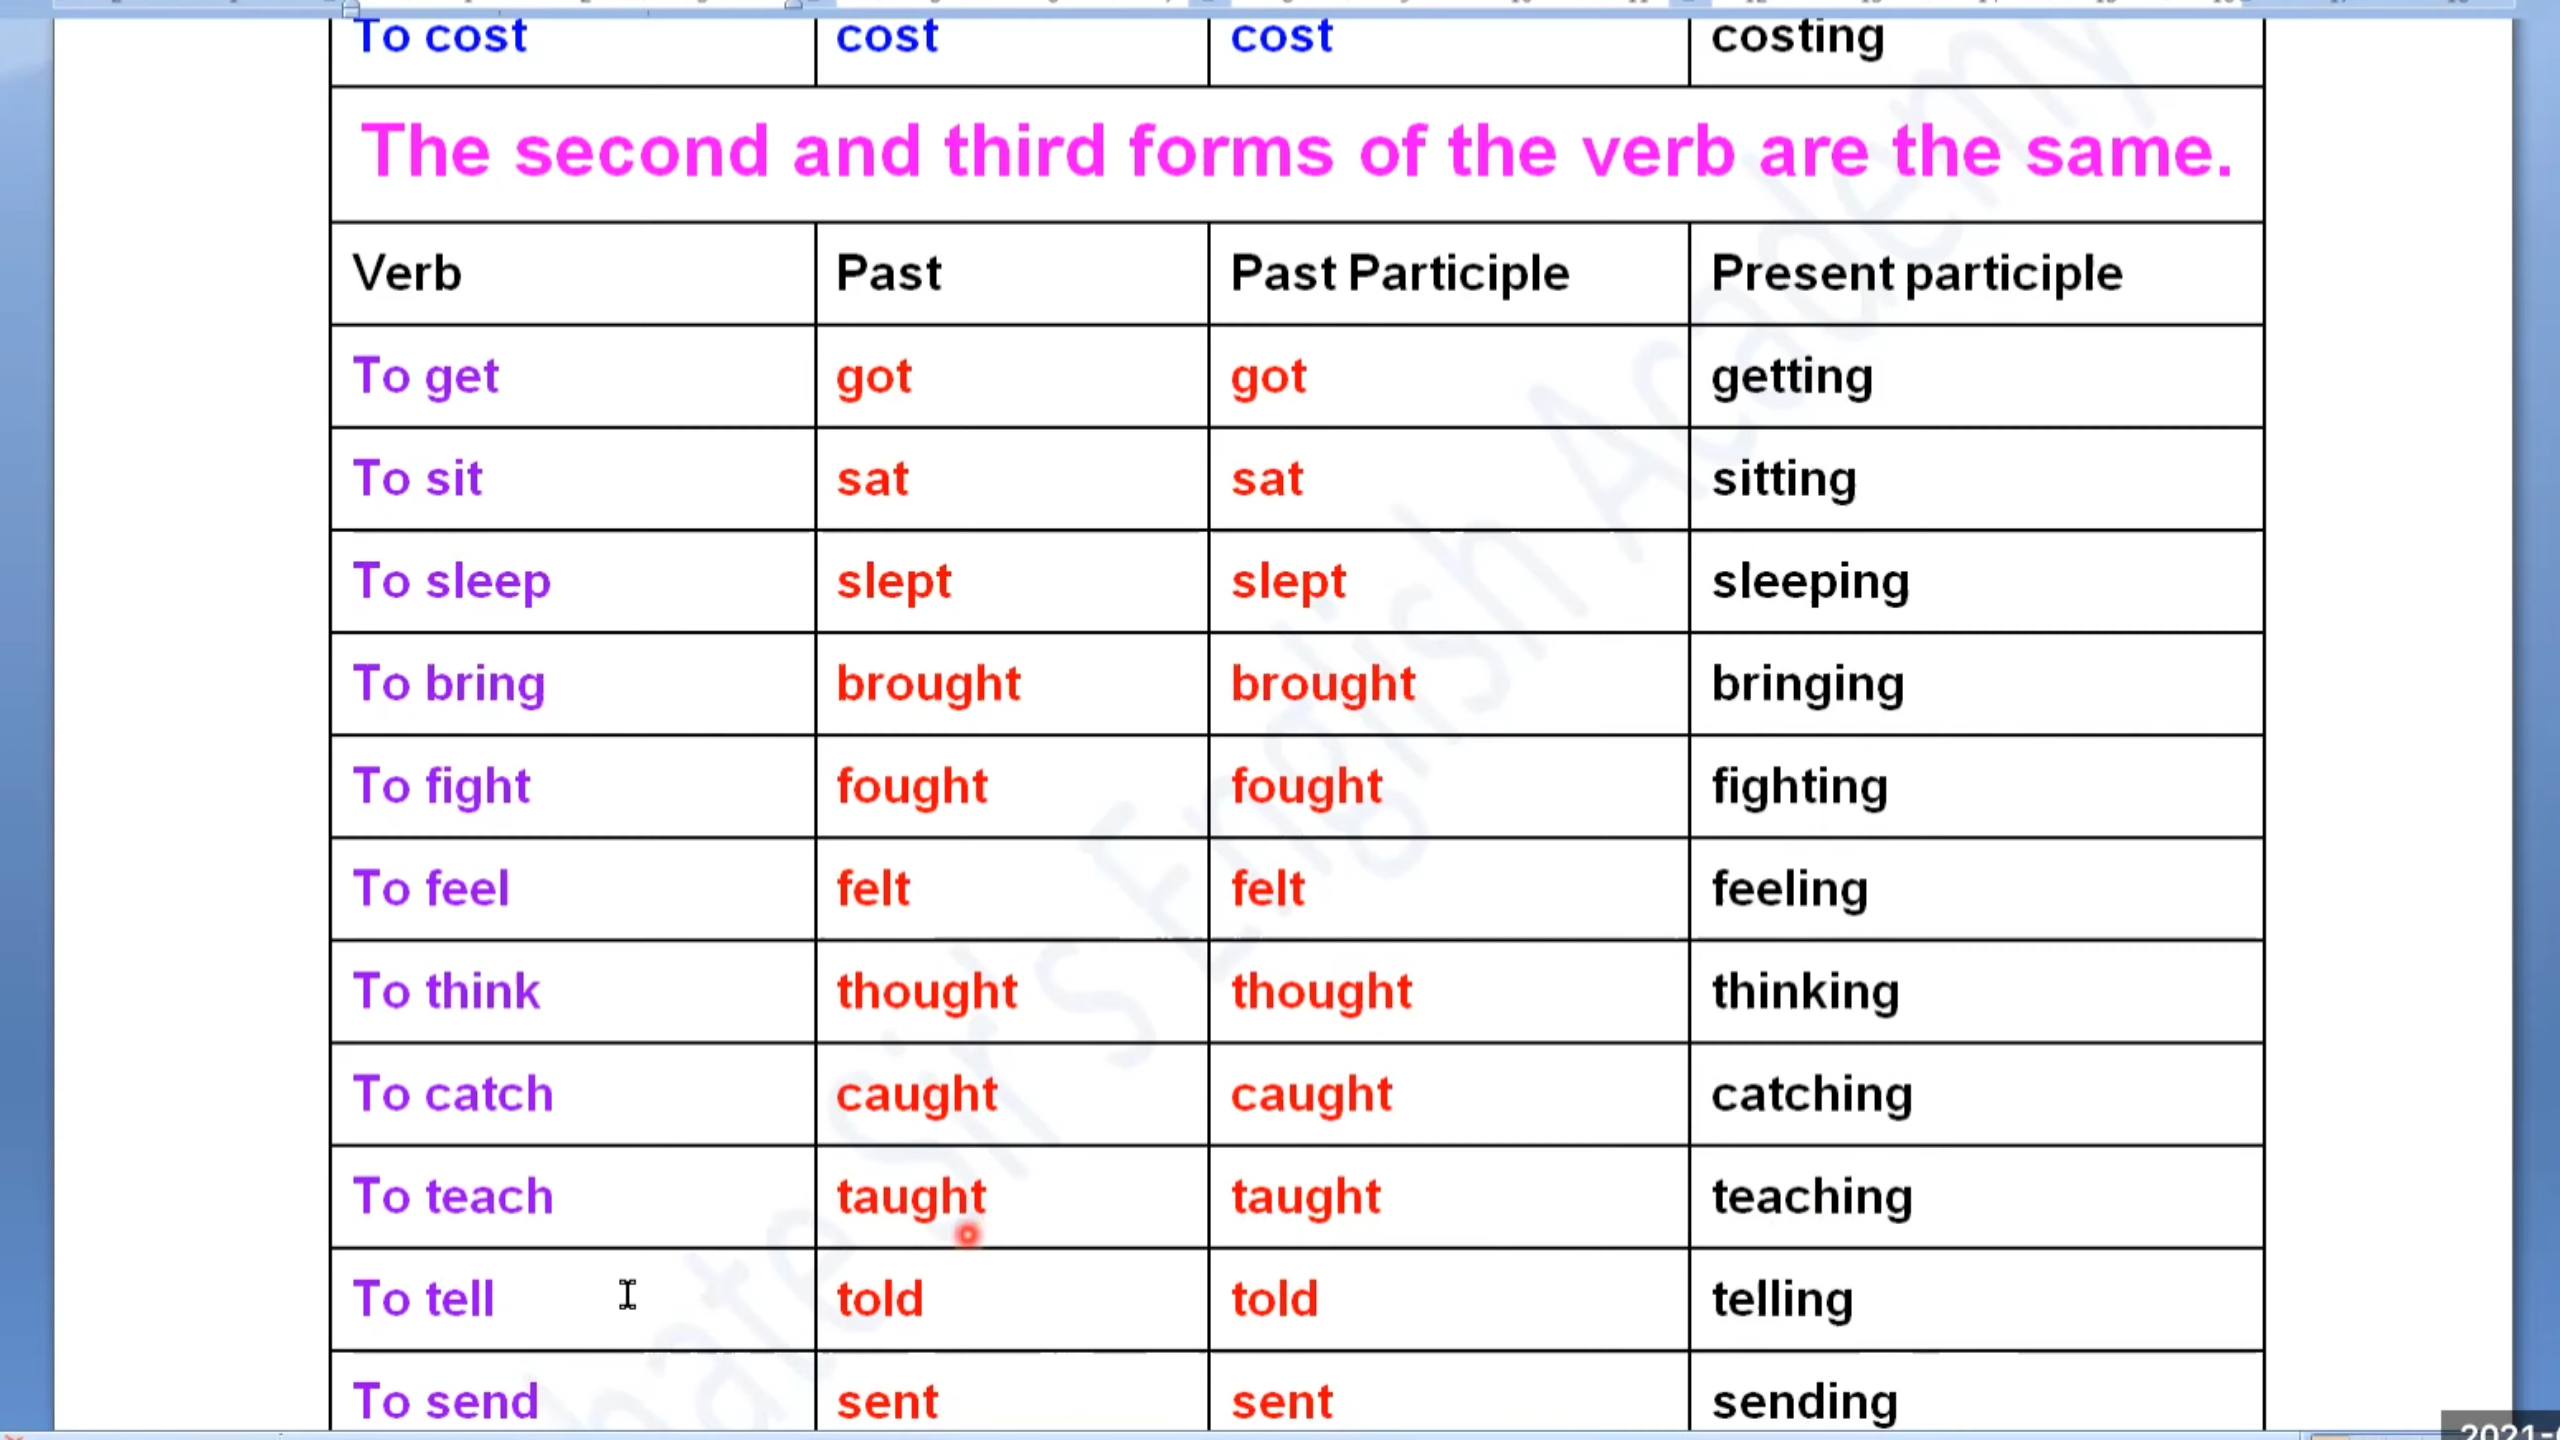 To cost cost cost costing
The second and third forms of the verb are the same.
Verb Past Past Participle Present participle
To get got got getting
To sit sat sat sitting
To sleep slept slept sleeping
To bring brought brought bringing
To fight fought fought fighting
To feel felt felt feeling
To think thought thought thinking
To catch caught caught catching
To teach taught taught teaching
To tell told told telling
To send sent sent sending
Sir's English Academy